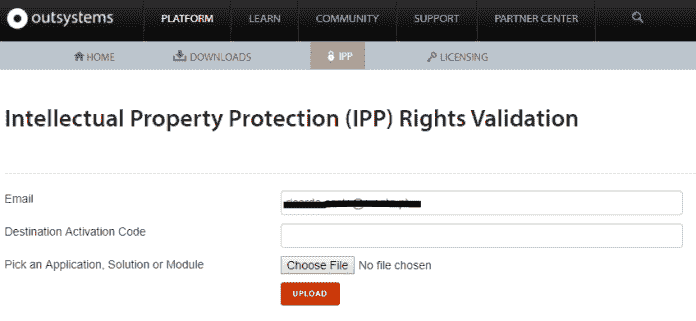 outsystems
PLATFORM
LEARN
COMMUNITY
SUPPORT
PARTNER CENTER
HOME
DOWNLOADS
IPP
LICENSING
Intellectual Property Protection (IPP) Rights Validation
Email
Destination Activation Code
Pick an Application, Solution or Module
Choose File No file chosen
UPLOAD